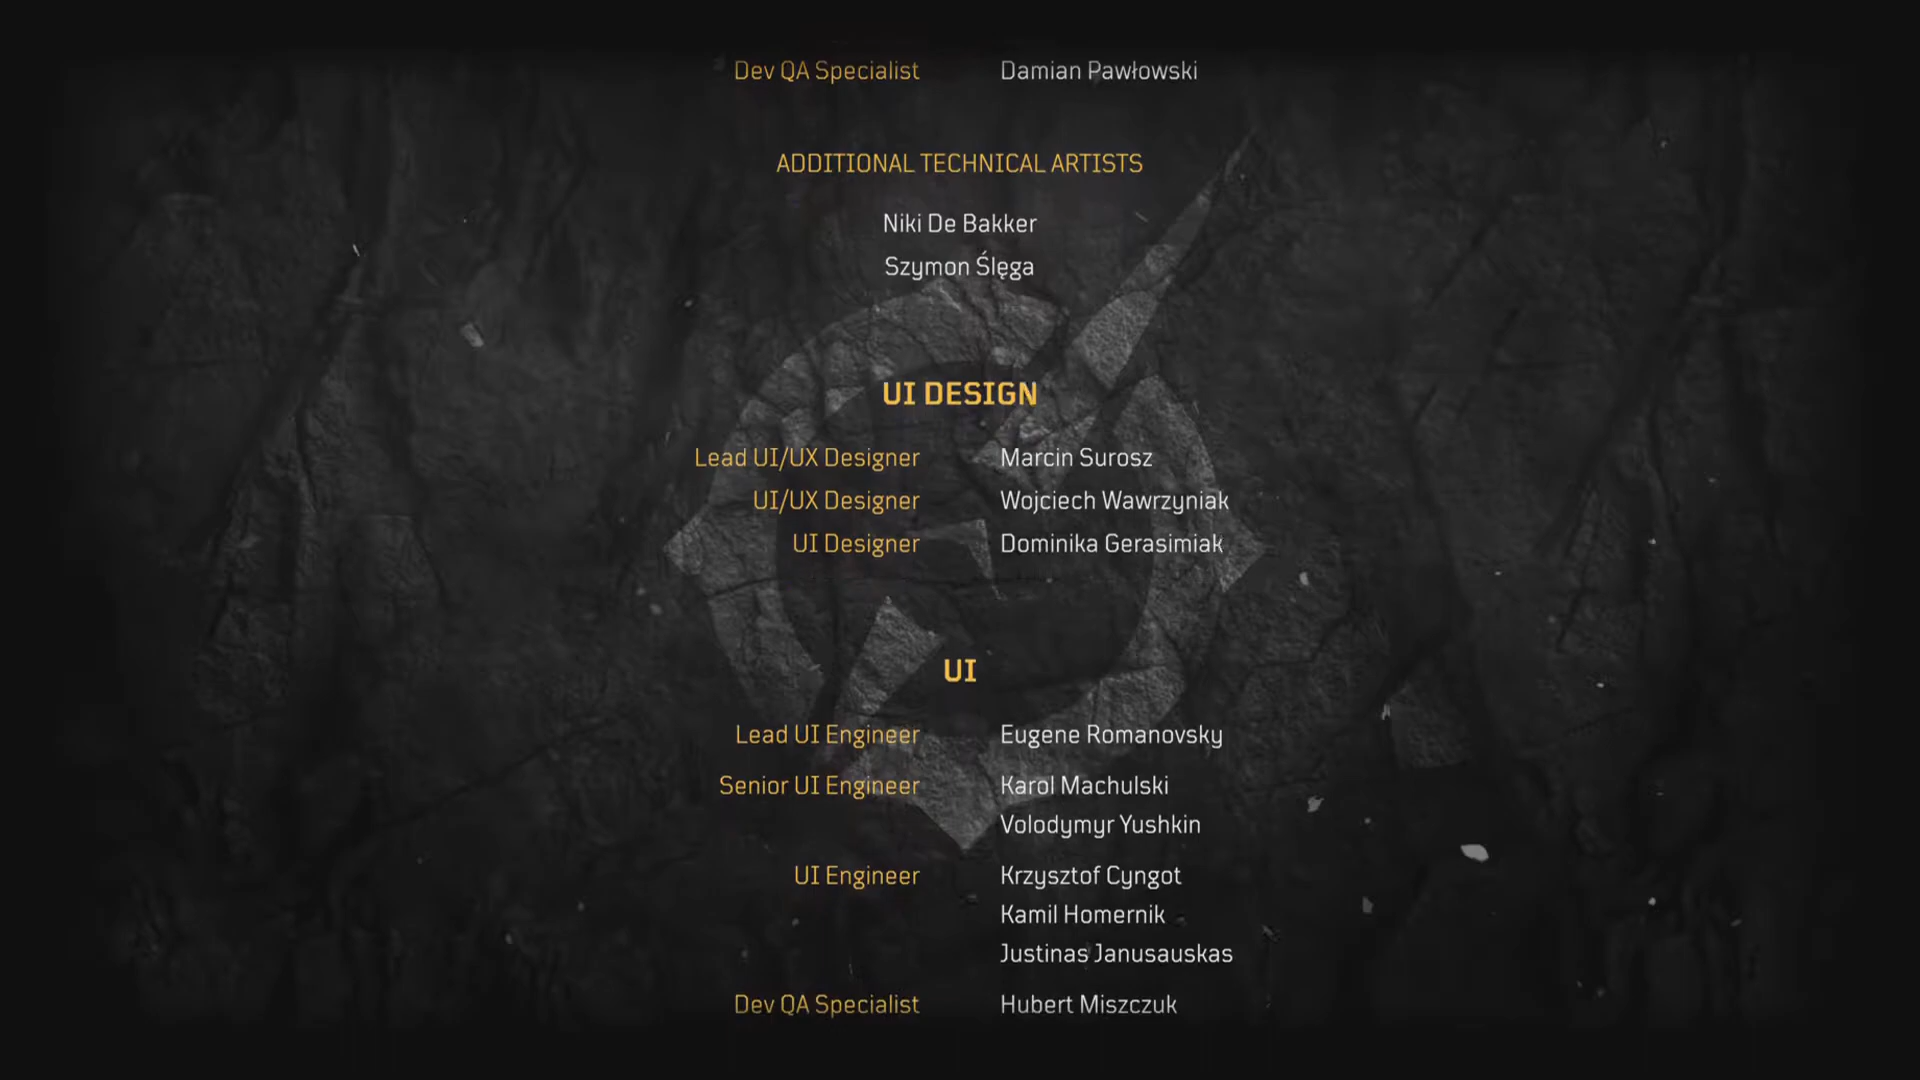 Dev QA Specialist Damian Pawłowski
ADDITIONAL TECHNICAL ARTISTS
Niki De Bakker
Szymon Ślęga
UI DESIGN
Lead UI/UX Designer Marcin Surosz
UI/UX Designer Wojciech Wawrzyniak
UI Designer Dominika Gerasimiak
UI
Lead UI Engineer Eugene Romanovsky
Senior UI Engineer Karol Machulski
Volodymyr Yushkin
UI Engineer Krzysztof Cyngot
Kamil Homernik
Justinas Janusauskas
Dev QA Specialist Hubert Miszczuk